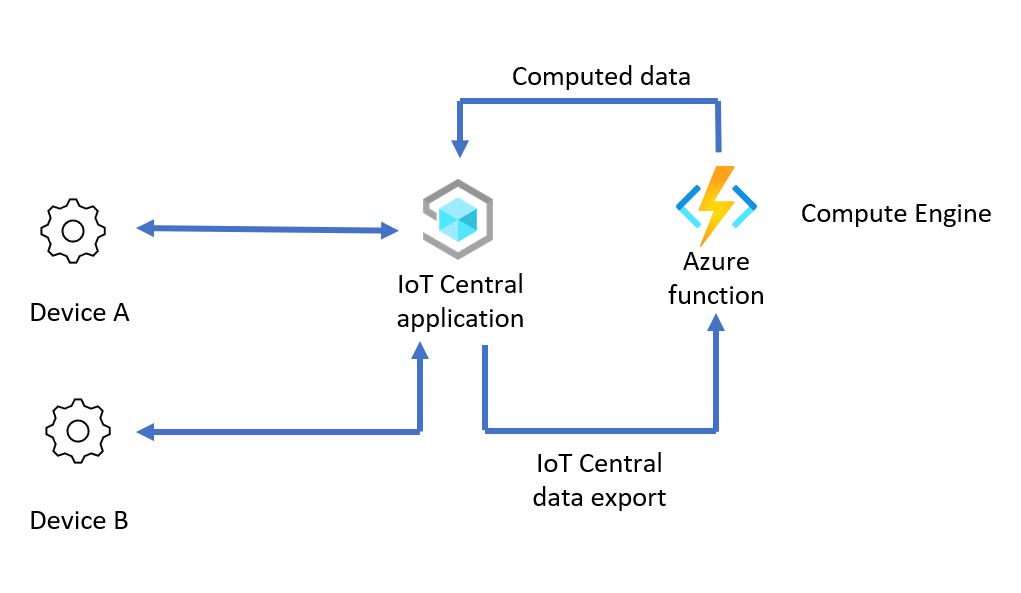 Computed data
Compute Engine
Azure
function
IoT Central
application
Device A
IoT Central
data export
Device B